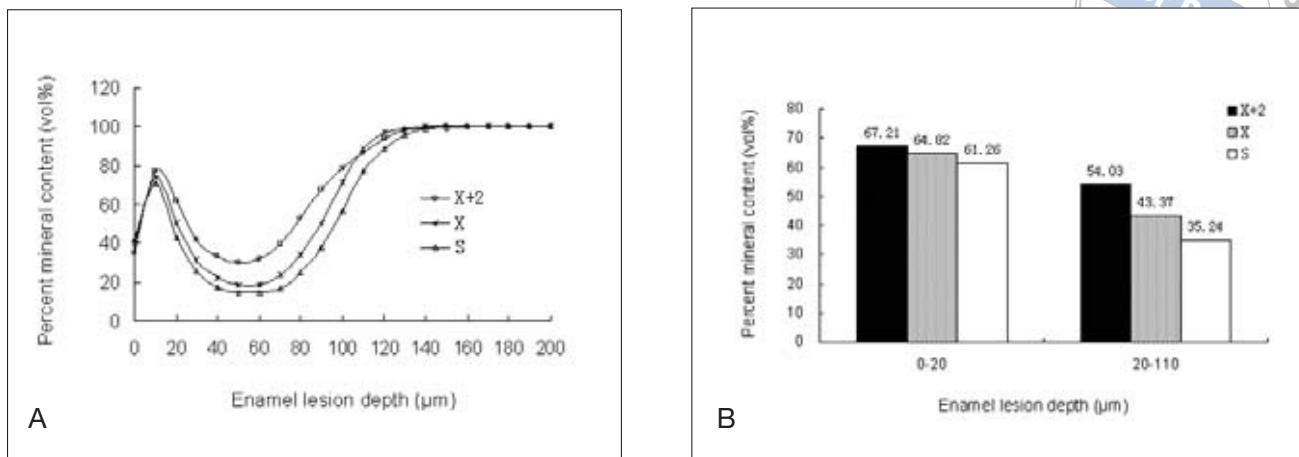 120
100
80
60
40
20
0
Percent mineral content (vol%)
X+2
X
S
0 20 40 60 80 100 120 140 160 180 200
Enamel lesion depth (µm)
A
80
70
60
50
40
30
20
10
0
Percent mineral content (vol%)
67.21
64.82
61.26
54.03
43.37
35.24
X+2
X
S
0-20 20-110
Enamel lesion depth (µm)
B